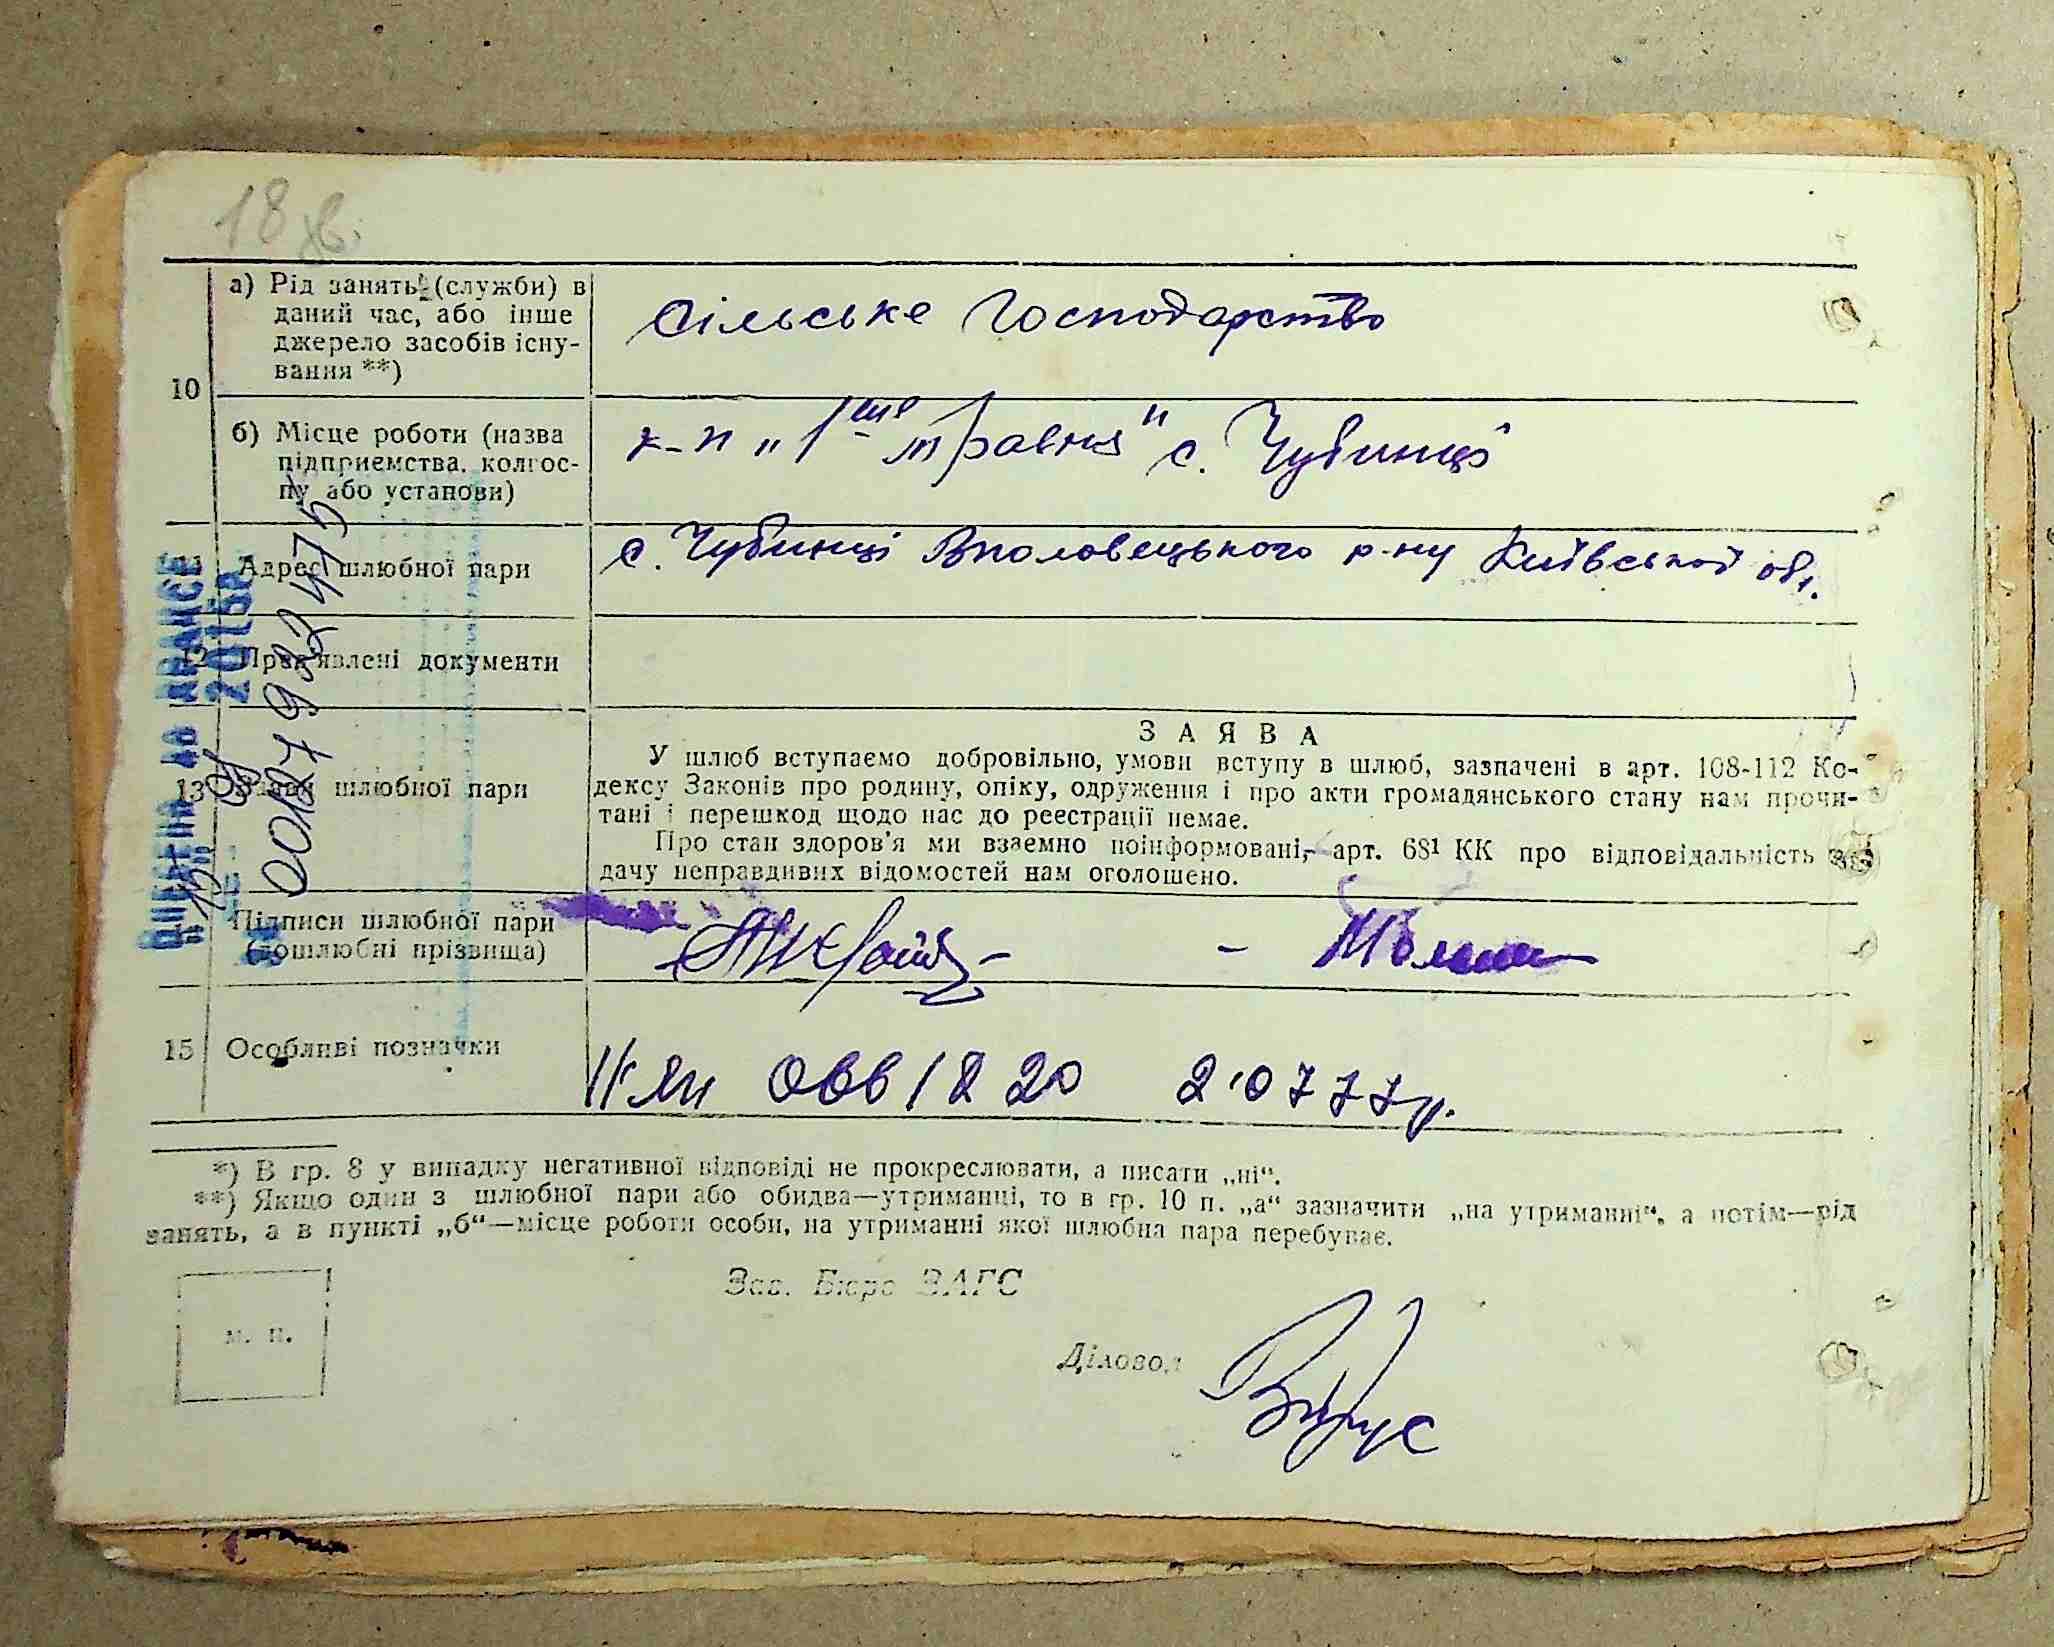 18 зв.
10
а) Рід занять (служби) в
даний час, або інше
джерело засобів існу-
вання **)
сільське господарство
б) Місце роботи (назва
підприємства, колгос-
пу або установи)
к-п „1ше травня" с. Чубинці
11 Адрес шлюбної пари
с. Чубинці Вполовецького р-ну Київської обл.
12 Пред'явлені документи
13 Заява шлюбної пари
ЗАЯВА
У шлюб вступаємо добровільно, умови вступу в шлюб, зазначені в арт. 108-112 Ко-
дексу Законів про родину, опіку, одруження і про акти громадянського стану нам прочи-
тані і перешкод щодо нас до реєстрації немає.
Про стан здоров'я ми взаємно поінформовані, арт. 68¹ КК про відповідальність за
дачу неправдивих відомостей нам оголошено.
Підписи шлюбної пари
(дошлюбні прізвища)
15 Особливі позначки
*) В гр. 8 у випадку негативної відповіді не прокреслювати, а писати „ні".
**) Якщо один з шлюбної пари або обидва—утриманці, то в гр. 10 п. „а" зазначити „на утриманні", а потім—рід
занять, а в пункті „б"—місце роботи особи, на утриманні якої шлюбна пара перебуває.
Зав. Бюро ЗАГС
м. п.
Діловод
2015р.
00127932475